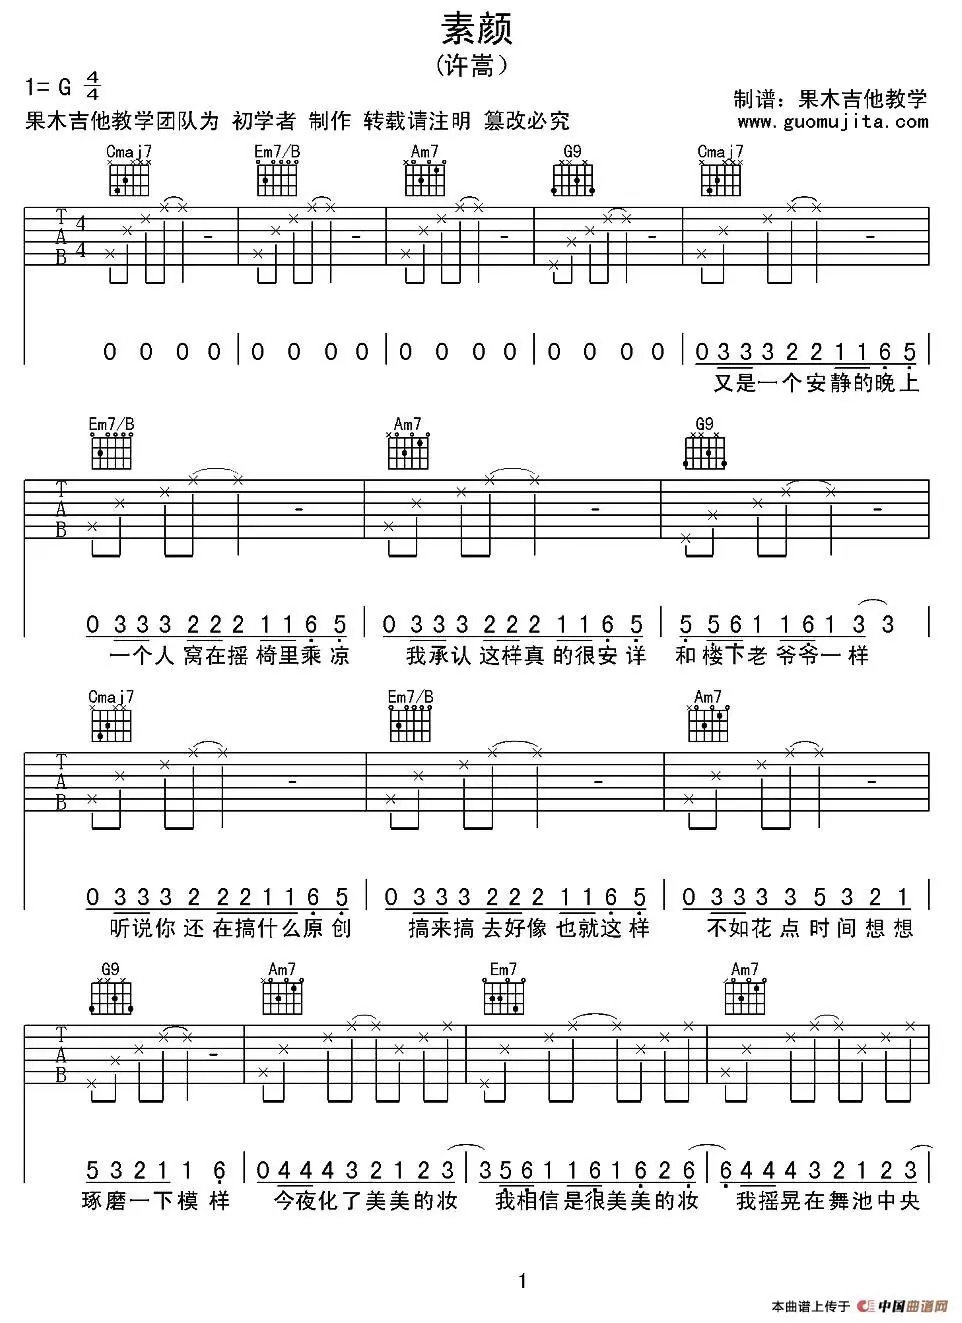 素颜
(许嵩)
1= G 4/4
制谱: 果木吉他教学
果木吉他教学团队为 初学者 制作 转载请注明 篡改必究
www.guomujita.com
Cmaj7 Em7/B Am7 G9 Cmaj7
T A B 4 4
0 0 0 0 | 0 0 0 0 | 0 0 0 0 | 0 0 0 0 | 0 3 3 3 2 2 1 1 6 5
又是一个安静的晚上
Em7/B Am7 G9
T A B
0 3 3 3 2 2 2 1 1 6 5 | 0 3 3 3 2 2 2 1 1 6 5 | 5 5 6 1 1 6 1 3 3
一个人 窝在摇 椅里乘 凉 我承认 这样真 的很安 详 和楼下老 爷爷一样
Cmaj7 Em7/B Am7
T A B
0 3 3 3 2 2 2 1 1 6 5 | 0 3 3 3 2 2 2 1 1 6 5 | 0 3 3 3 3 5 3 2 1
听说你 还 在搞什么原创 搞来搞 去好像 也就这样 不如花 点时间想想
G9 Am7 Em7 Am7
T A B
5 3 2 1 1 6 | 0 4 4 4 3 2 1 2 3 | 3 5 6 1 1 6 1 6 2 6 | 6 4 4 4 3 2 1 2 3
琢磨一下模样 今夜化了美美的妆 我相信是很美美的妆 我摇晃在舞池中央
1
本曲谱上传于 中国曲谱网